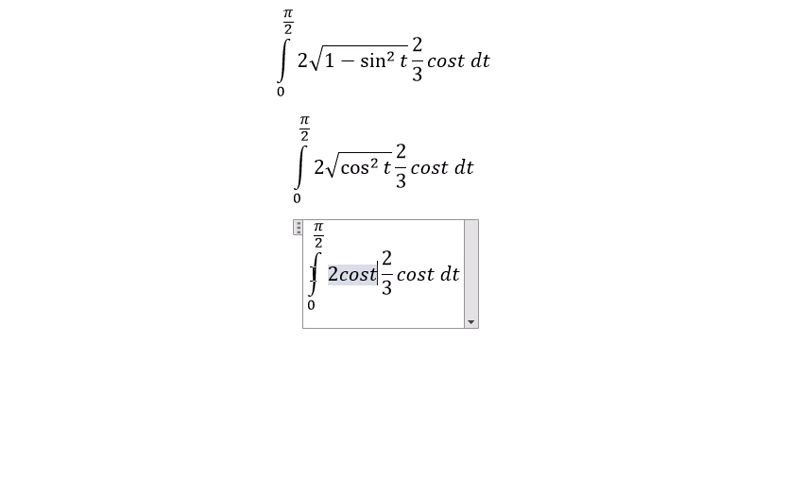 ∫₀^(π/2) 2√(1 − sin² t) 2/3 cost dt
∫₀^(π/2) 2√(cos² t) 2/3 cost dt
∫₀^(π/2) 2cost 2/3 cost dt